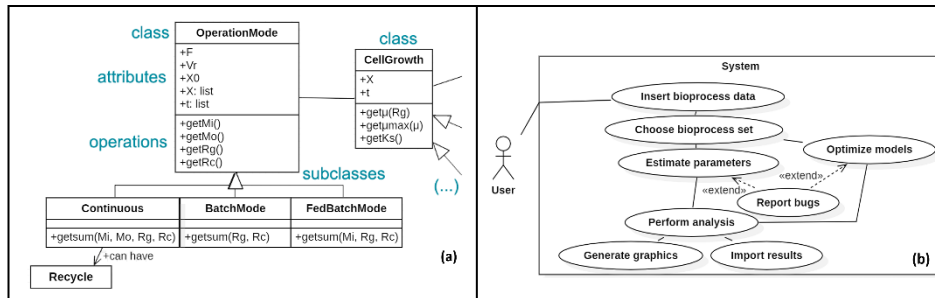 class
OperationMode
+F
+Vr
+X0
+X: list
+t: list
attributes
+getMi()
+getMo()
+getRg()
+getRc()
operations
class
CellGrowth
+X
+t
+getμ(Rg)
+getμmax(μ)
+getKs()
subclasses
(...)
Continuous
+getsum(Mi, Mo, Rg, Rc)
BatchMode
+getsum(Rg, Rc)
FedBatchMode
+getsum(Mi, Rg, Rc)
+can have
Recycle
(a)
System
Insert bioprocess data
Choose bioprocess set
Optimize models
Estimate parameters
User
«extend»
«extend»
Report bugs
Perform analysis
Generate graphics
Import results
(b)